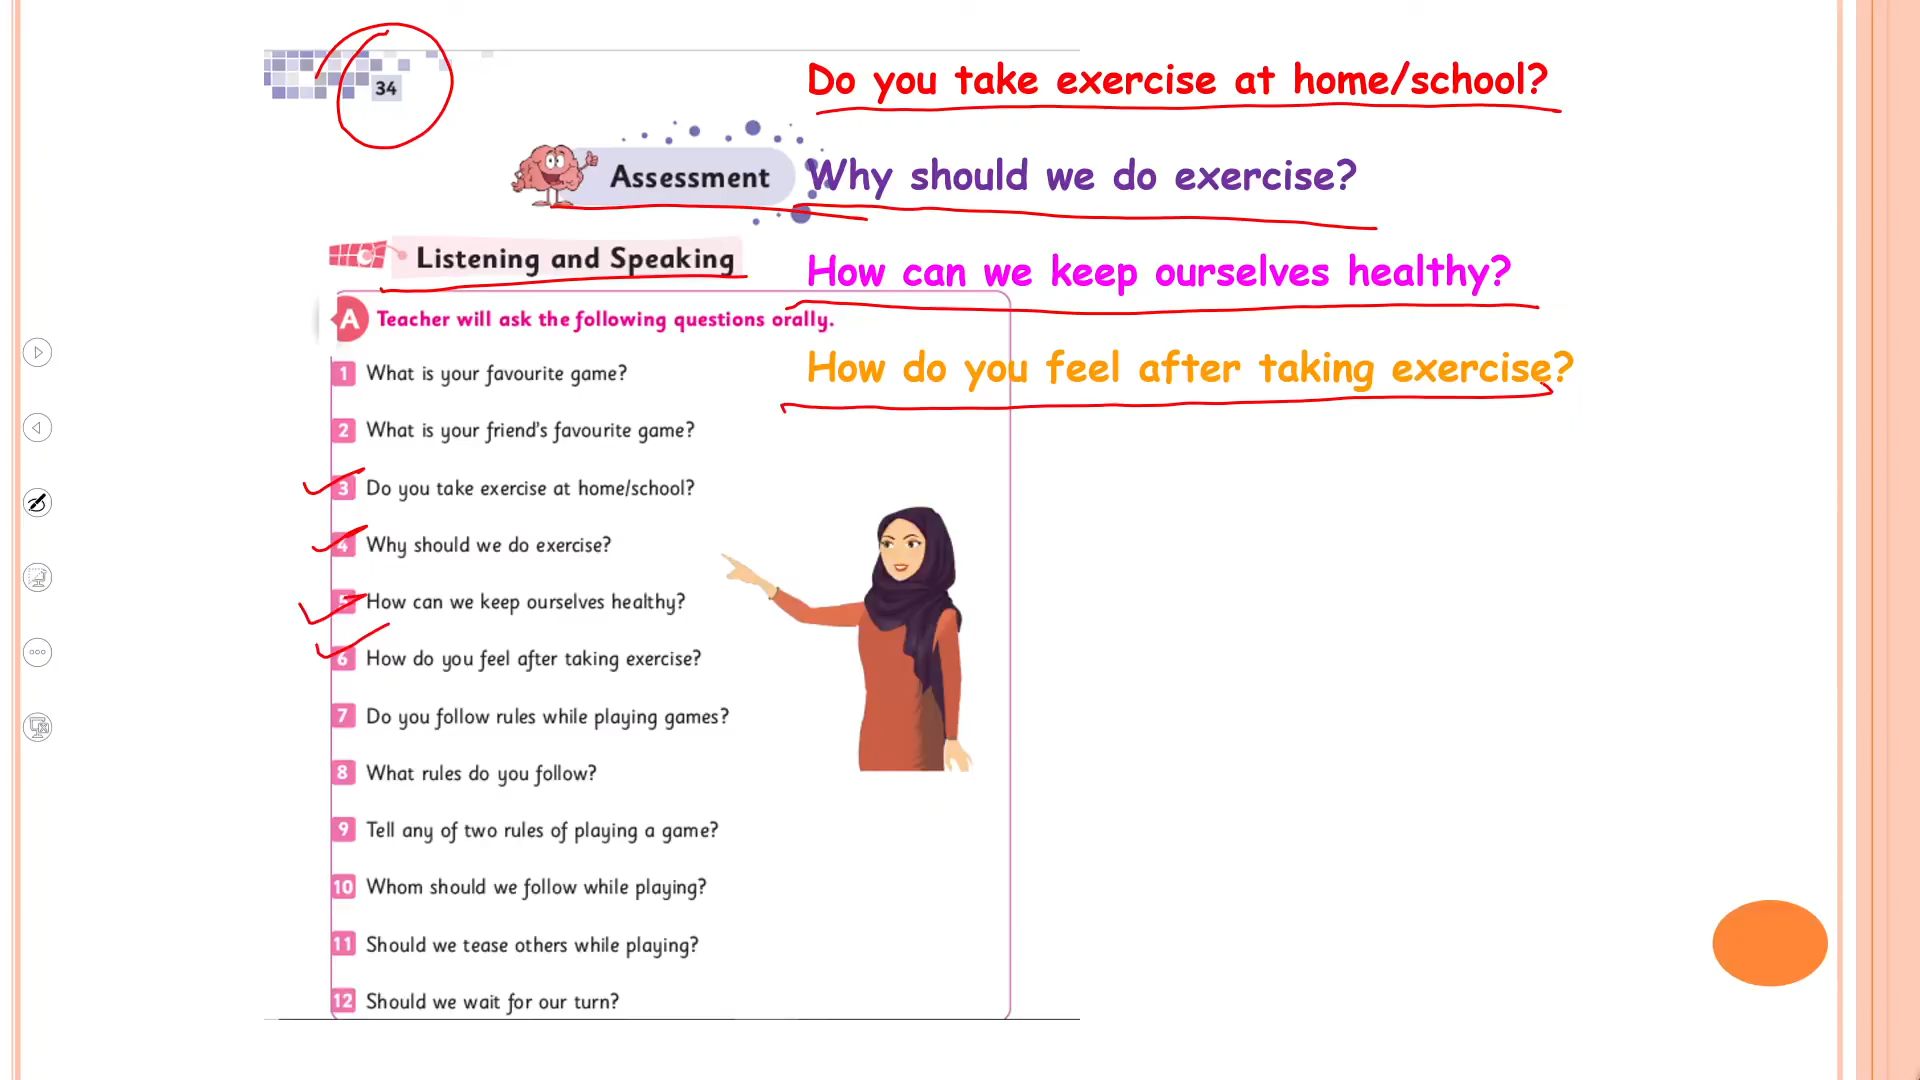 34
Assessment
Listening and Speaking
A Teacher will ask the following questions orally.
1 What is your favourite game?
2 What is your friend's favourite game?
3 Do you take exercise at home/school?
4 Why should we do exercise?
5 How can we keep ourselves healthy?
6 How do you feel after taking exercise?
7 Do you follow rules while playing games?
8 What rules do you follow?
9 Tell any of two rules of playing a game?
10 Whom should we follow while playing?
11 Should we tease others while playing?
12 Should we wait for our turn?
Do you take exercise at home/school?
Why should we do exercise?
How can we keep ourselves healthy?
How do you feel after taking exercise?